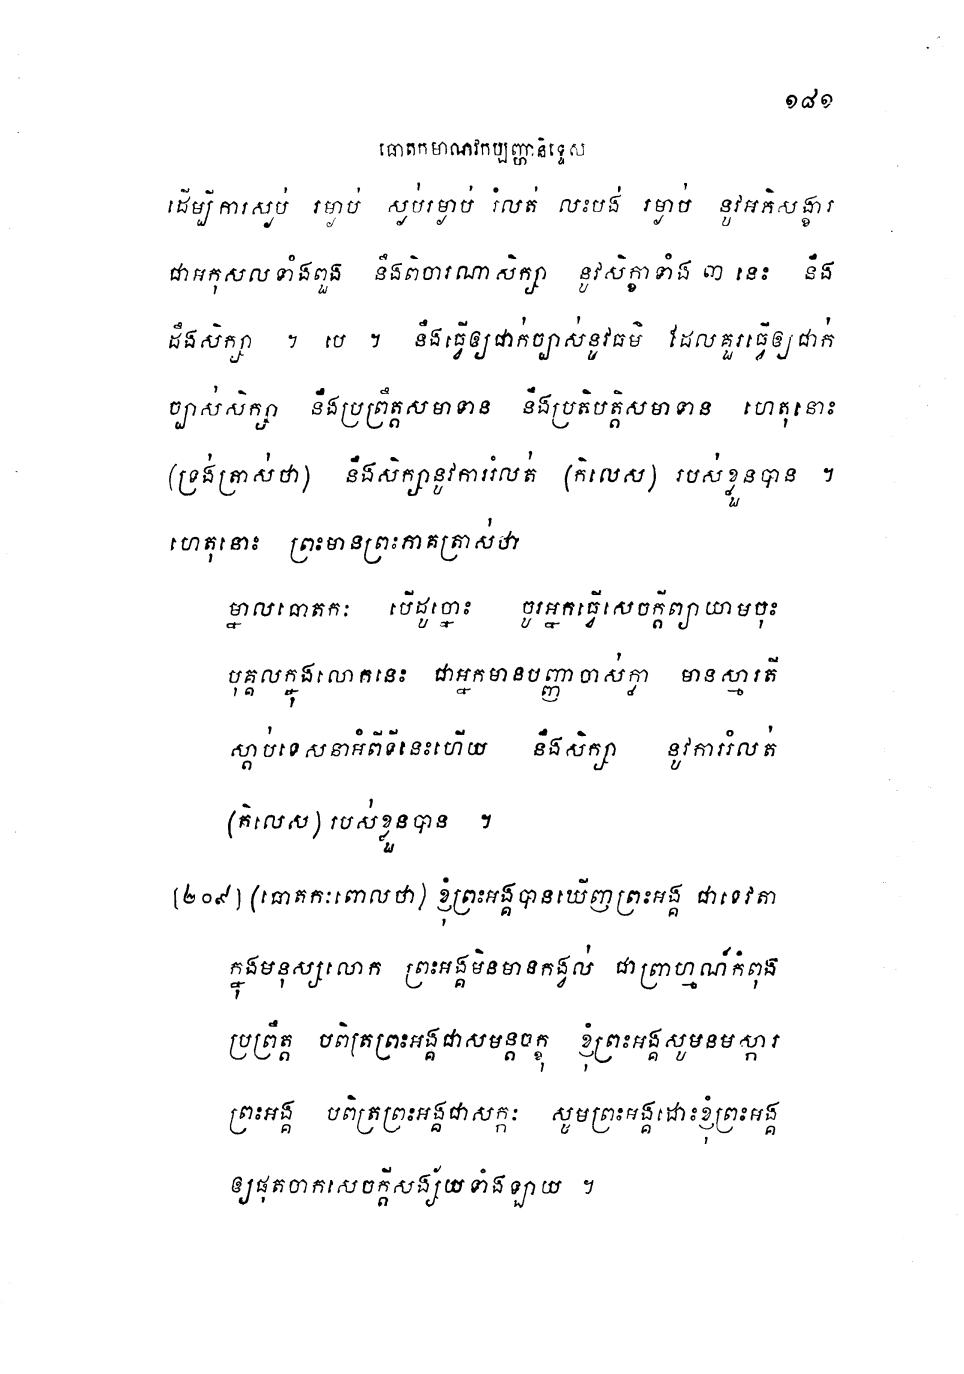 ១៨១
ធោតកមាណវកប្បញ្ហានិទ្ទេស
ដើម្បីការស្ងប់ រម្ងាប់ ស្ងប់រម្ងាប់ រំលត់ លះបង់ រម្ងាប់ នូវអភិសង្ខារ
ជាអកុសលទាំងពួង នឹងពិចារណាសិក្សា នូវសិក្ខាទាំង ៣ នេះ នឹង
ដឹងសិក្សា ។ បេ ។ នឹងធ្វើឲ្យជាក់ច្បាស់នូវធម៌ ដែលគួរធ្វើឲ្យជាក់
ច្បាស់សិក្សា នឹងប្រព្រឹត្តសមាទាន នឹងប្រតិបត្តិសមាទាន ហេតុនោះ
(ទ្រង់ត្រាស់ថា) នឹងសិក្សានូវការរំលត់ (កិលេស) របស់ខ្លួនបាន ។
ហេតុនោះ ព្រះមានព្រះភាគត្រាស់ថា
ម្នាលធោតកៈ បើដូច្នោះ ចូរអ្នកធ្វើសេចក្តីព្យាយាមចុះ
បុគ្គលក្នុងលោកនេះ ជាអ្នកមានបញ្ញាចាស់ក្លា មានស្មារតី
ស្តាប់ទេសនាអំពីទីនេះហើយ នឹងសិក្សា នូវការរំលត់
(កិលេស) របស់ខ្លួនបាន ។
[២០៩] (ធោតកៈពោលថា) ខ្ញុំព្រះអង្គបានឃើញព្រះអង្គ ជាទេវតា
ក្នុងមនុស្សលោក ព្រះអង្គមិនមានកង្វល់ ជាព្រាហ្មណ៍កំពុង
ប្រព្រឹត្ត បពិត្រព្រះអង្គជាសមន្តចក្ខុ ខ្ញុំព្រះអង្គសូមនមស្ការ
ព្រះអង្គ បពិត្រព្រះអង្គជាសក្កៈ សូមព្រះអង្គដោះខ្ញុំព្រះអង្គ
ឲ្យផុតចាកសេចក្តីសង្ស័យទាំងឡាយ ។